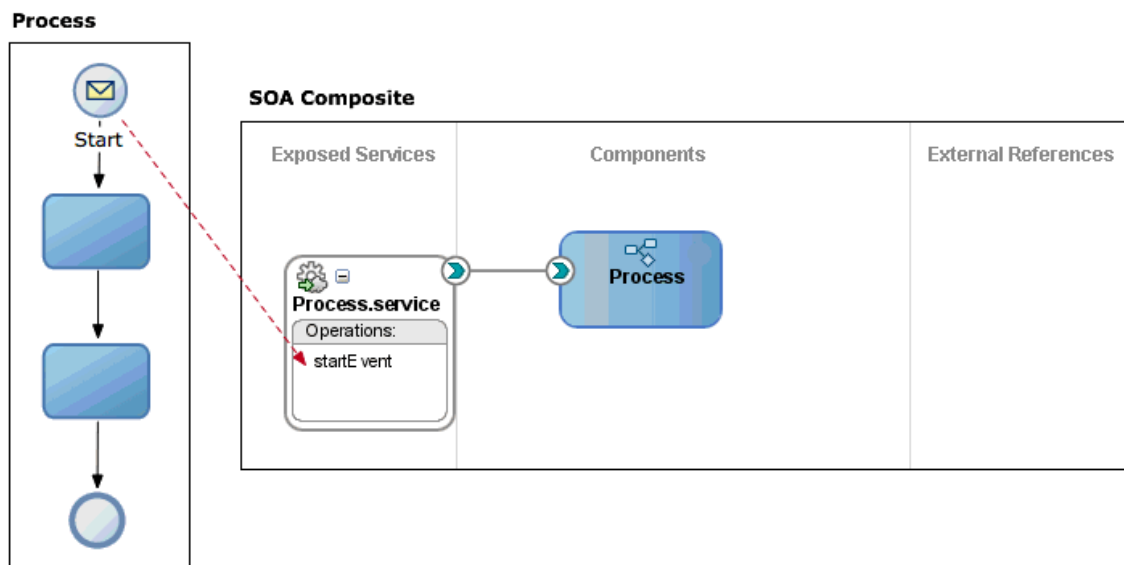 Process
Start
SOA Composite
Exposed Services
Components
External References
Process.service
Operations:
startE vent
Process